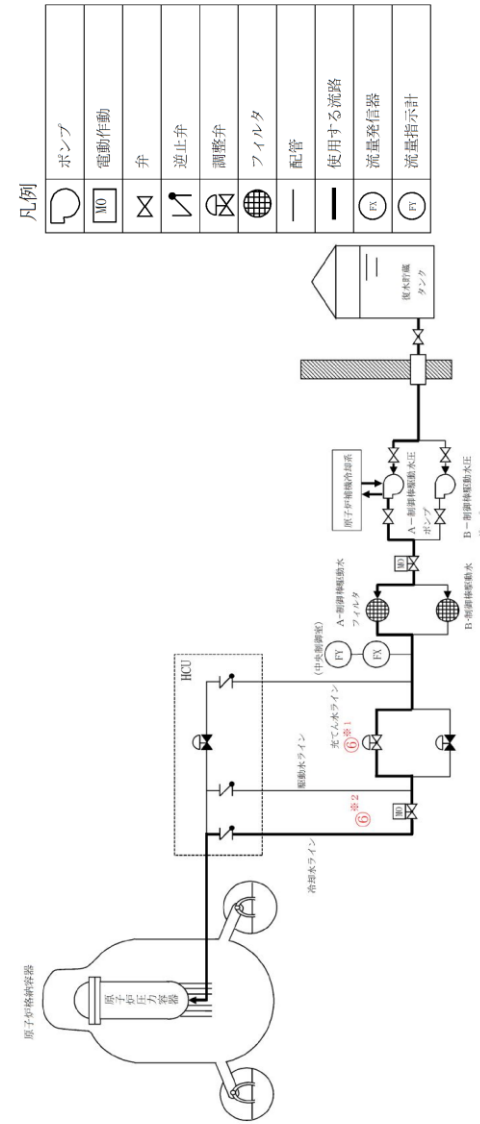 凡例
ポンプ
MO
電動作動
弁
逆止弁
調整弁
フィルタ
配管
使用する流路
FX
流量発信器
FY
流量指示計
原子炉格納容器
原子炉圧力容器
HCU
冷却水ライン
駆動水ライン
充てん水ライン
⑥※1
⑥※2
MO
(中央制御室)
FY
FX
A-制御棒駆動水
フィルタ
B-制御棒駆動水
MO
原子炉補機冷却系
A-制御棒駆動水圧
ポンプ
B-制御棒駆動水圧
復水貯蔵
タンク